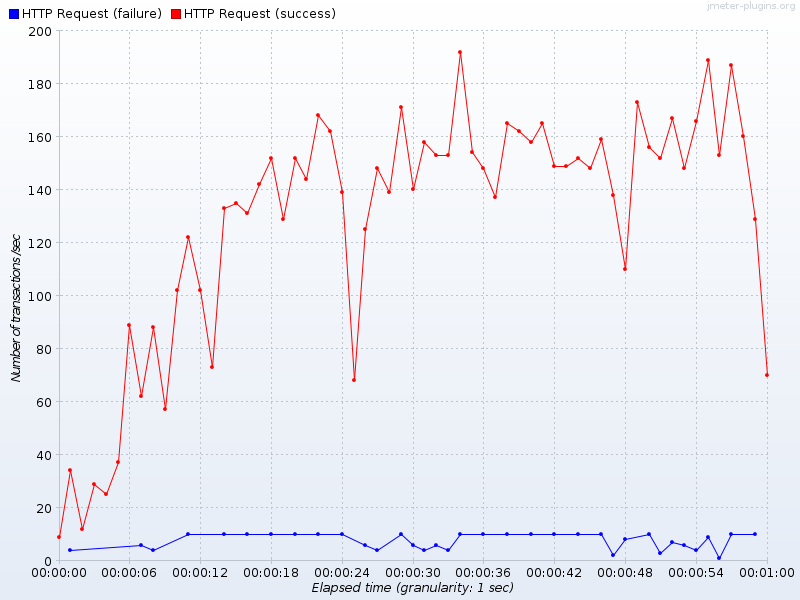 jmeter-plugins.org
HTTP Request (failure) HTTP Request (success)
200
180
160
140
120
100
80
60
40
20
0
Number of transactions /sec
00:00:00 00:00:06 00:00:12 00:00:18 00:00:24 00:00:30 00:00:36 00:00:42 00:00:48 00:00:54 00:01:00
Elapsed time (granularity: 1 sec)